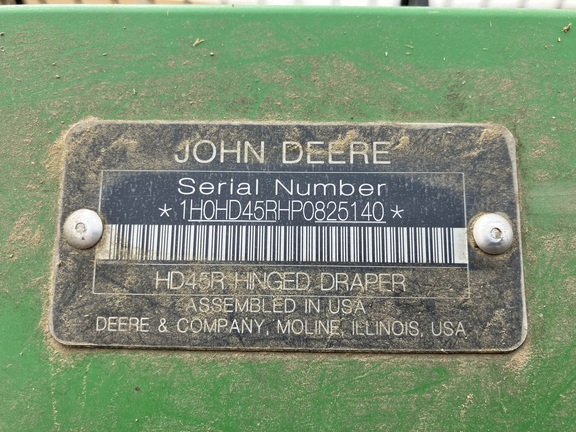 JOHN DEERE
Serial Number
*1H0HD45RHP0825140*
HD45R HINGED DRAPER
ASSEMBLED IN USA
DEERE & COMPANY, MOLINE, ILLINOIS, USA